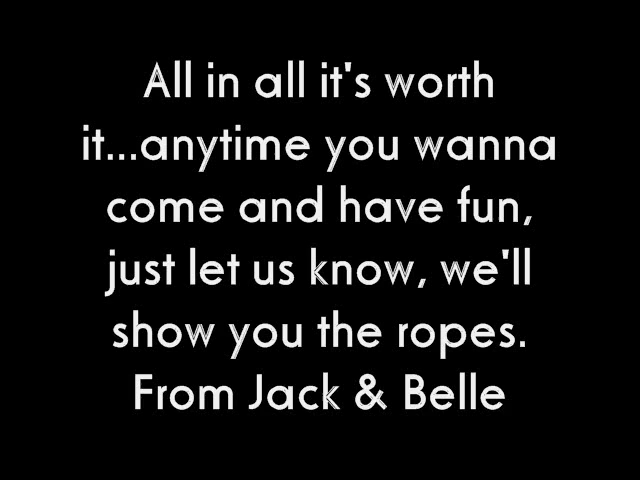 All in all it's worth
it...anytime you wanna
come and have fun,
just let us know, we'll
show you the ropes.
From Jack & Belle